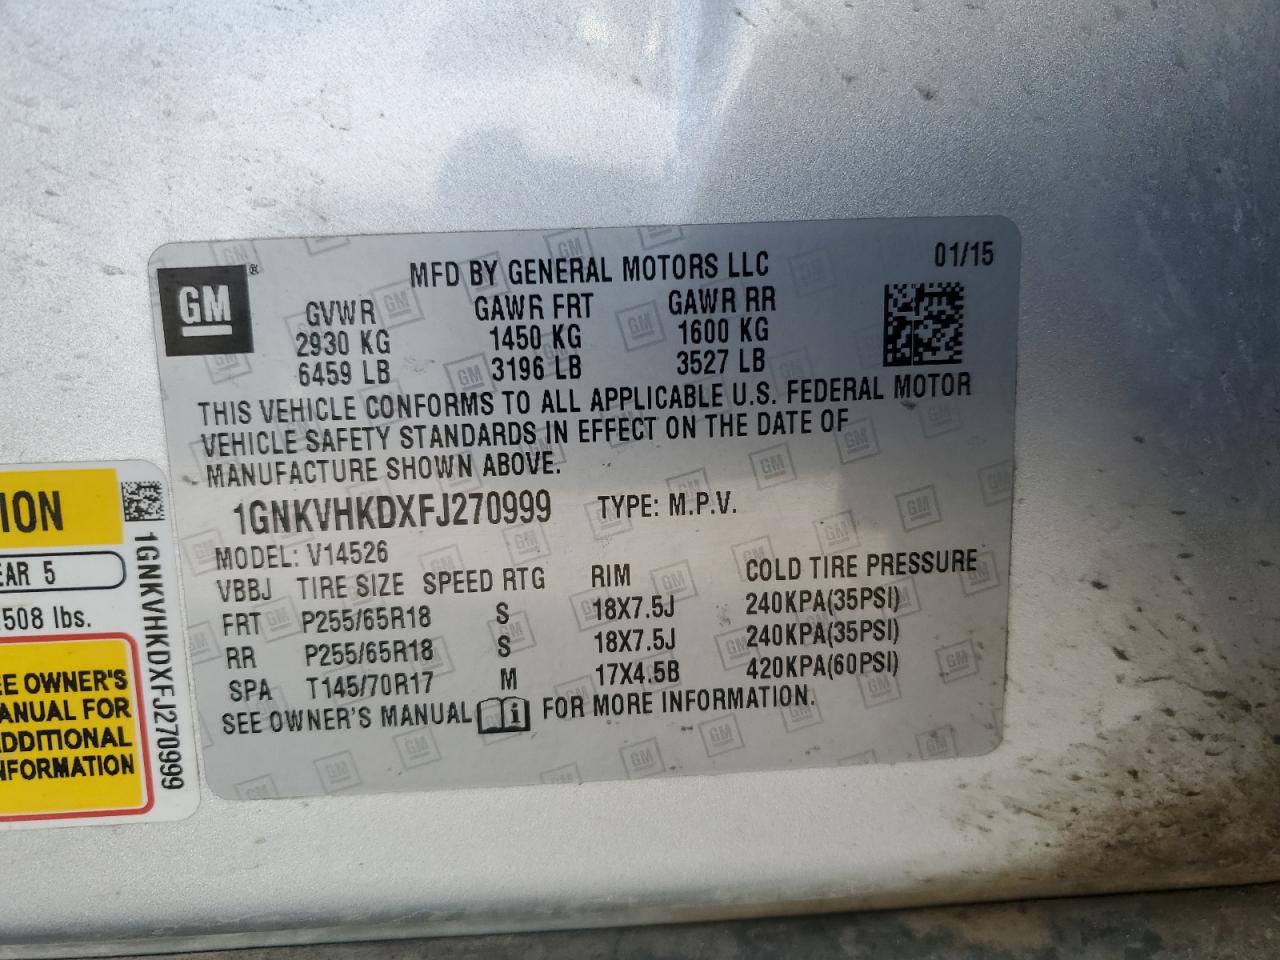 GM®
MFD BY GENERAL MOTORS LLC
01/15
GVWR GAWR FRT GAWR RR
2930 KG 1450 KG 1600 KG
6459 LB 3196 LB 3527 LB
THIS VEHICLE CONFORMS TO ALL APPLICABLE U.S. FEDERAL MOTOR
VEHICLE SAFETY STANDARDS IN EFFECT ON THE DATE OF
MANUFACTURE SHOWN ABOVE.
1GNKVHKDXFJ270999 TYPE: M.P.V.
MODEL: V14526
VBBJ TIRE SIZE SPEED RTG RIM COLD TIRE PRESSURE
FRT P255/65R18 S 18X7.5J 240KPA(35PSI)
RR P255/65R18 S 18X7.5J 240KPA(35PSI)
SPA T145/70R17 M 17X4.5B 420KPA(60PSI)
SEE OWNER'S MANUAL i FOR MORE INFORMATION.
ION
EAR 5
508 lbs.
EE OWNER'S
ANUAL FOR
DDITIONAL
NFORMATION
1GNKVHKDXFJ270999